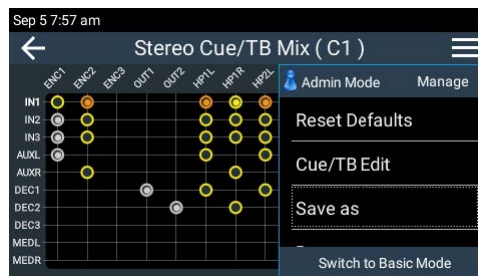 Sep 5 7:57 am
Stereo Cue/TB Mix ( C1 )
ENC1 ENC2 ENC3 OUT1 OUT2 HP1L HP1R HP2L
Admin Mode Manage
IN1
IN2
IN3
AUXL
AUXR
DEC1
DEC2
DEC3
MEDL
MEDR
Reset Defaults
Cue/TB Edit
Save as
Switch to Basic Mode